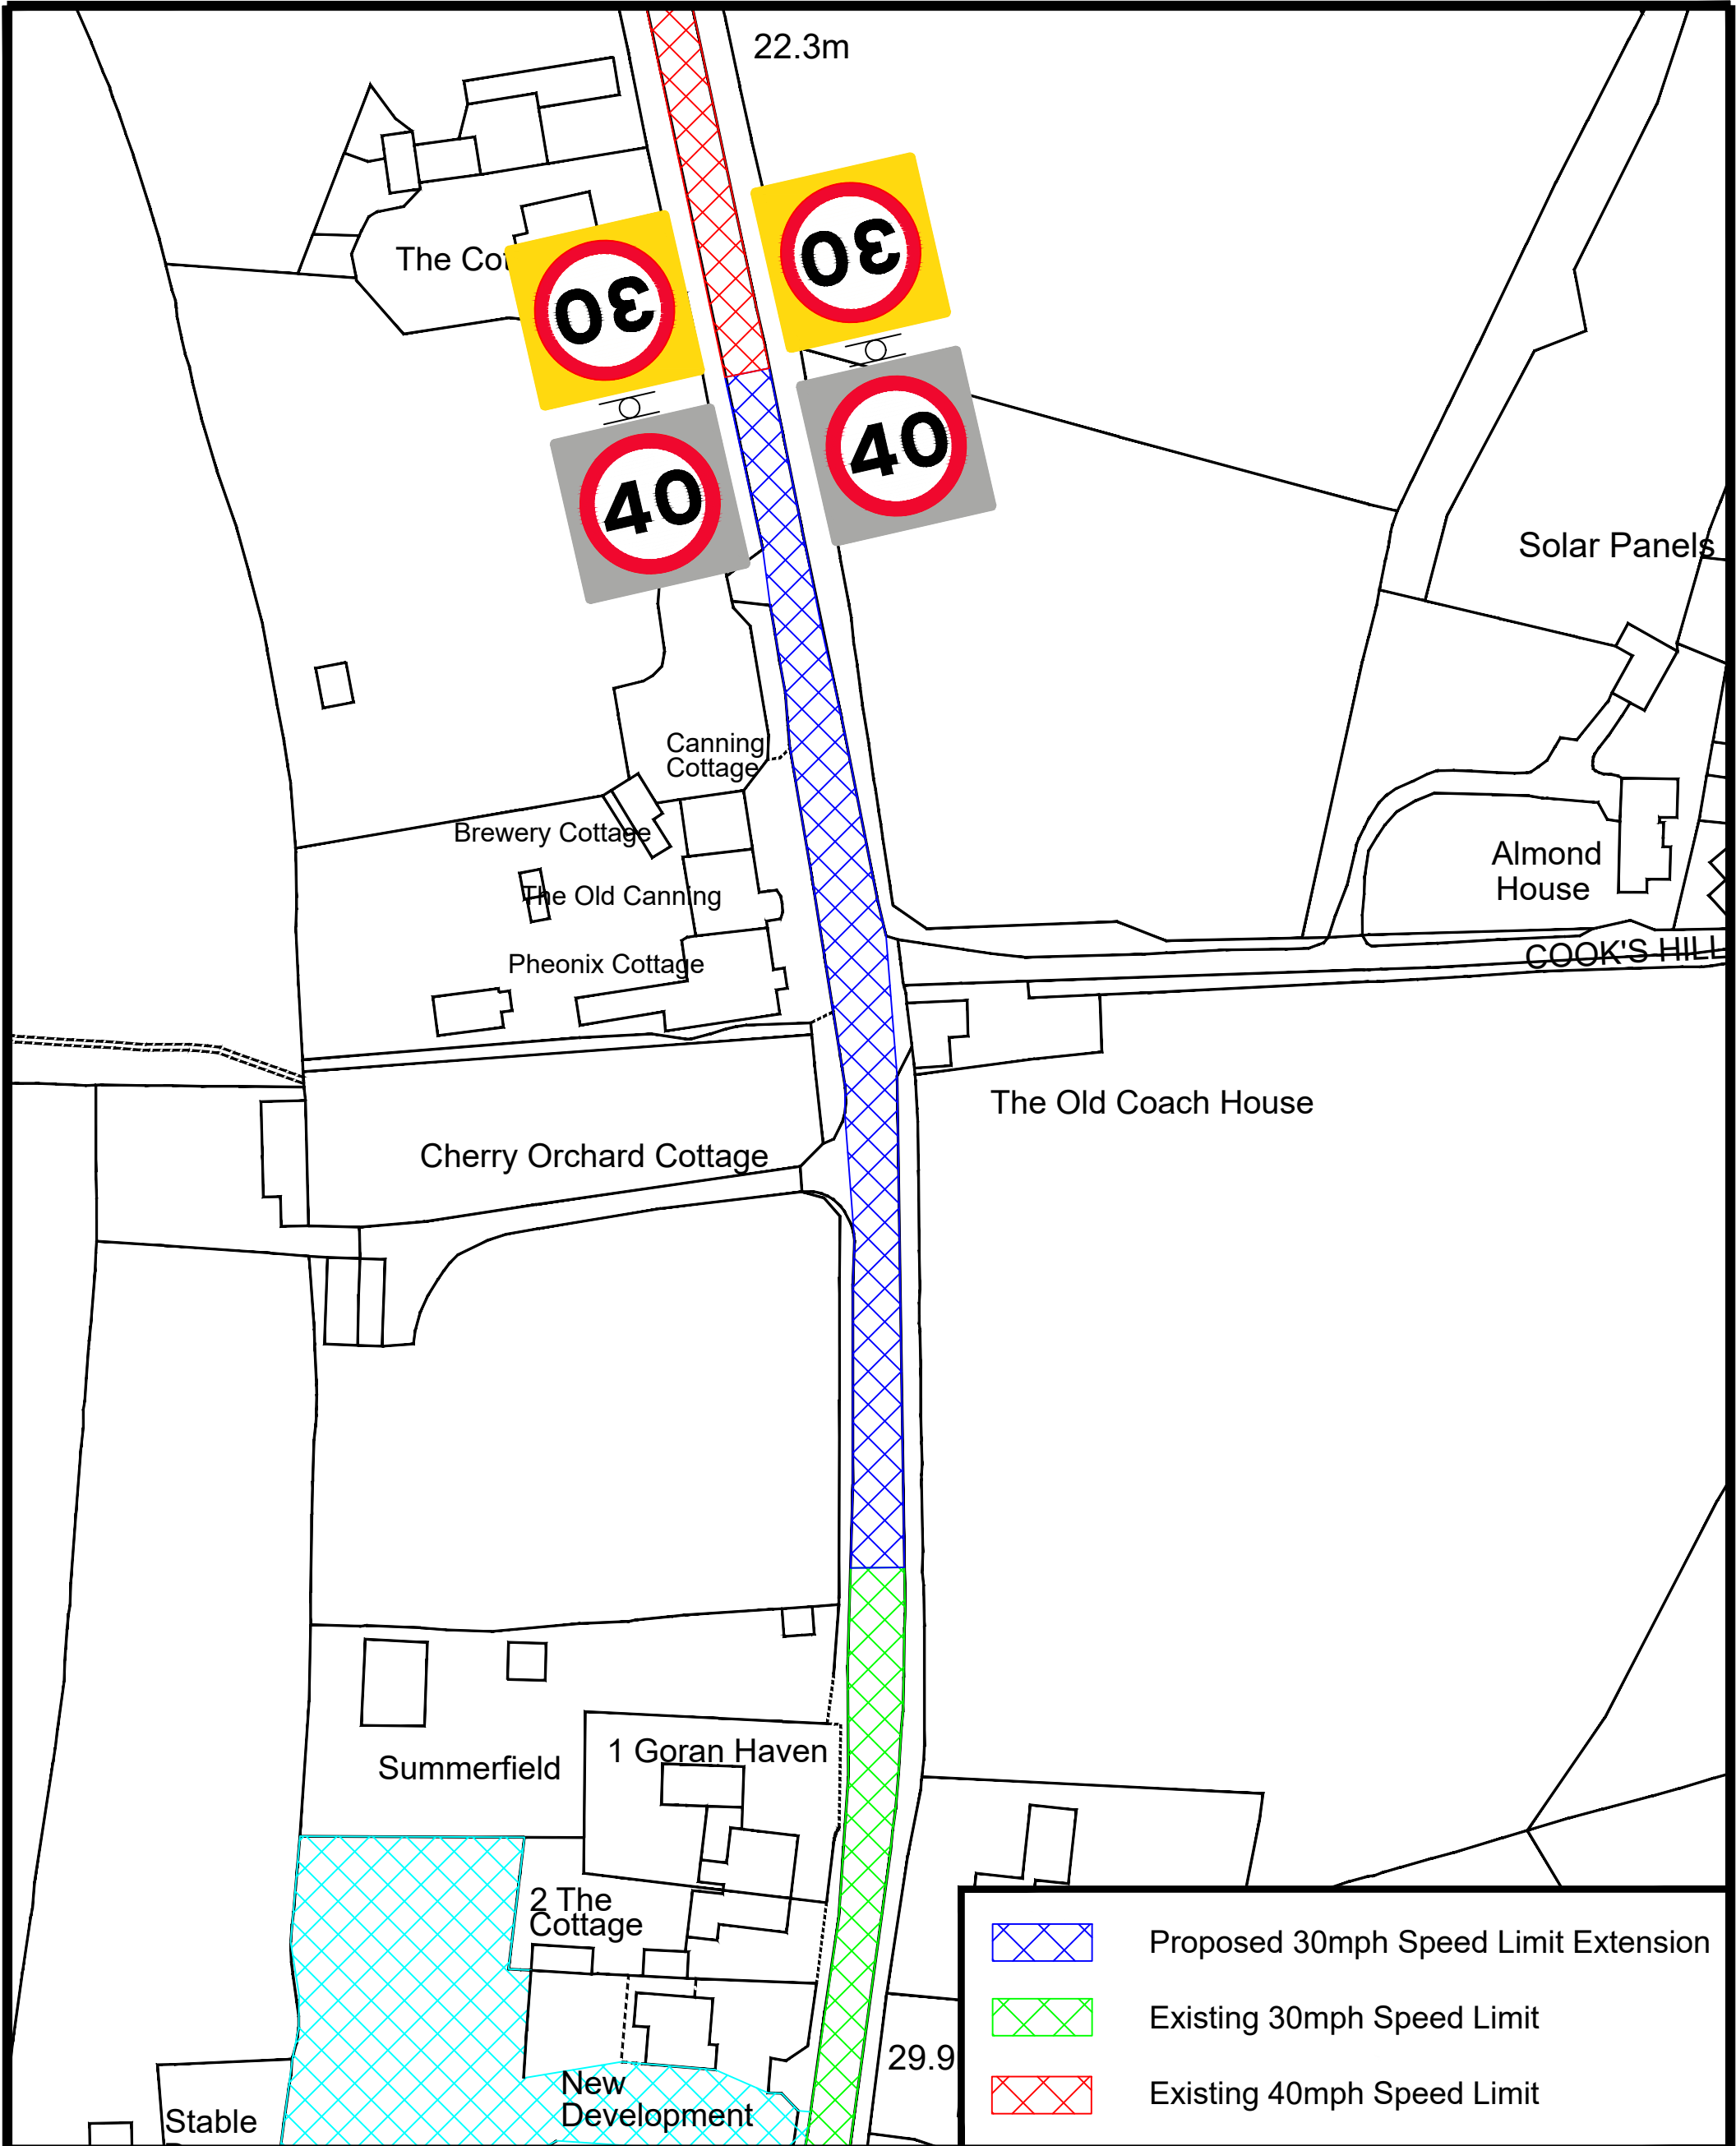 22.3m
30
30
The Cot
40
40
Solar Panels
Canning
Cottage
Brewery Cottage
Almond
House
The Old Canning
COOK'S HILL
Pheonix Cottage
The Old Coach House
Cherry Orchard Cottage
1 Goran Haven
Summerfield
2 The
Cottage
Proposed 30mph Speed Limit Extension
Existing 30mph Speed Limit
29.9
New
Development
Existing 40mph Speed Limit
Stable